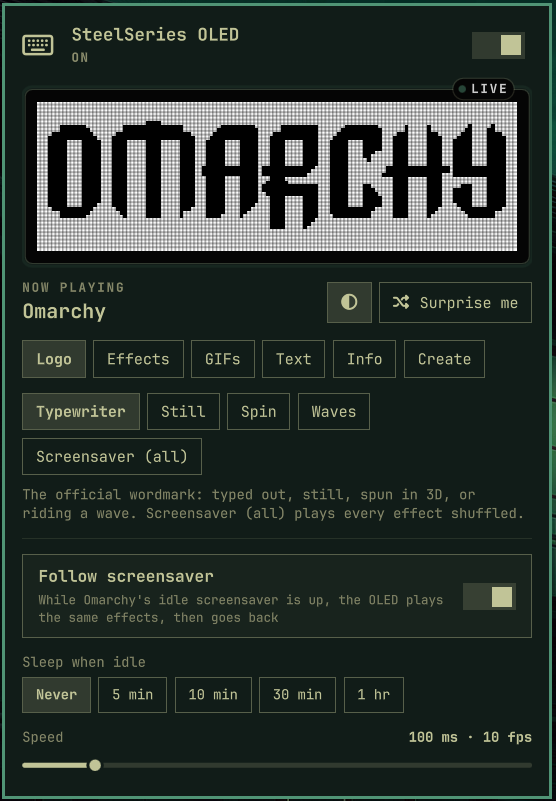 SteelSeries OLED
ON
LIVE
OMARCHY
NOW PLAYING
Omarchy
Surprise me
Logo Effects GIFs Text Info Create
Typewriter Still Spin Waves
Screensaver (all)
The official wordmark: typed out, still, spun in 3D, or
riding a wave. Screensaver (all) plays every effect shuffled.
Follow screensaver
While Omarchy's idle screensaver is up, the OLED plays
the same effects, then goes back
Sleep when idle
Never 5 min 10 min 30 min 1 hr
Speed 100 ms · 10 fps